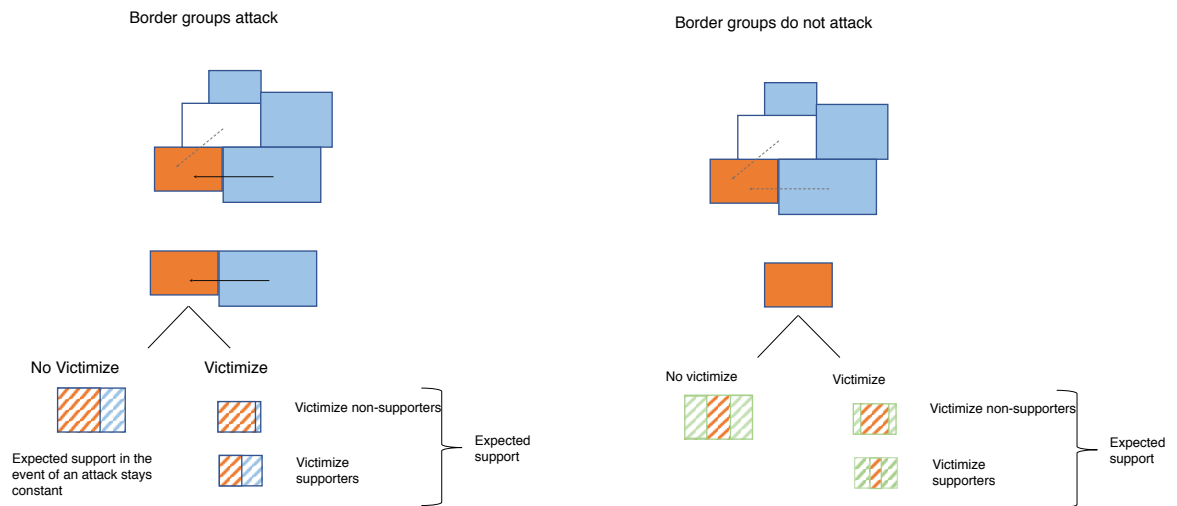 Border groups attack
No Victimize
Victimize
Victimize non-supporters
Victimize
supporters
Expected
support
Expected support in the
event of an attack stays
constant
Border groups do not attack
No victimize
Victimize
Victimize non-supporters
Victimize
supporters
Expected
support